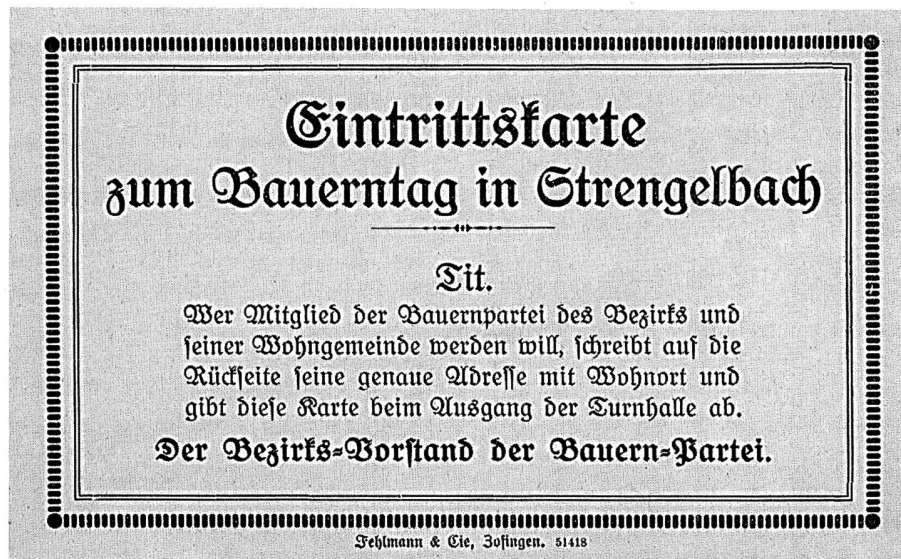 Eintrittskarte
zum Bauerntag in Strengelbach
Tit.
Wer Mitglied der Bauernpartei des Bezirks und
seiner Wohngemeinde werden will, schreibt auf die
Rückseite seine genaue Adresse mit Wohnort und
gibt diese Karte beim Ausgang der Turnhalle ab.
Der Bezirks-Vorstand der Bauern-Partei.
Fehlmann & Cie, Zofingen. 51418